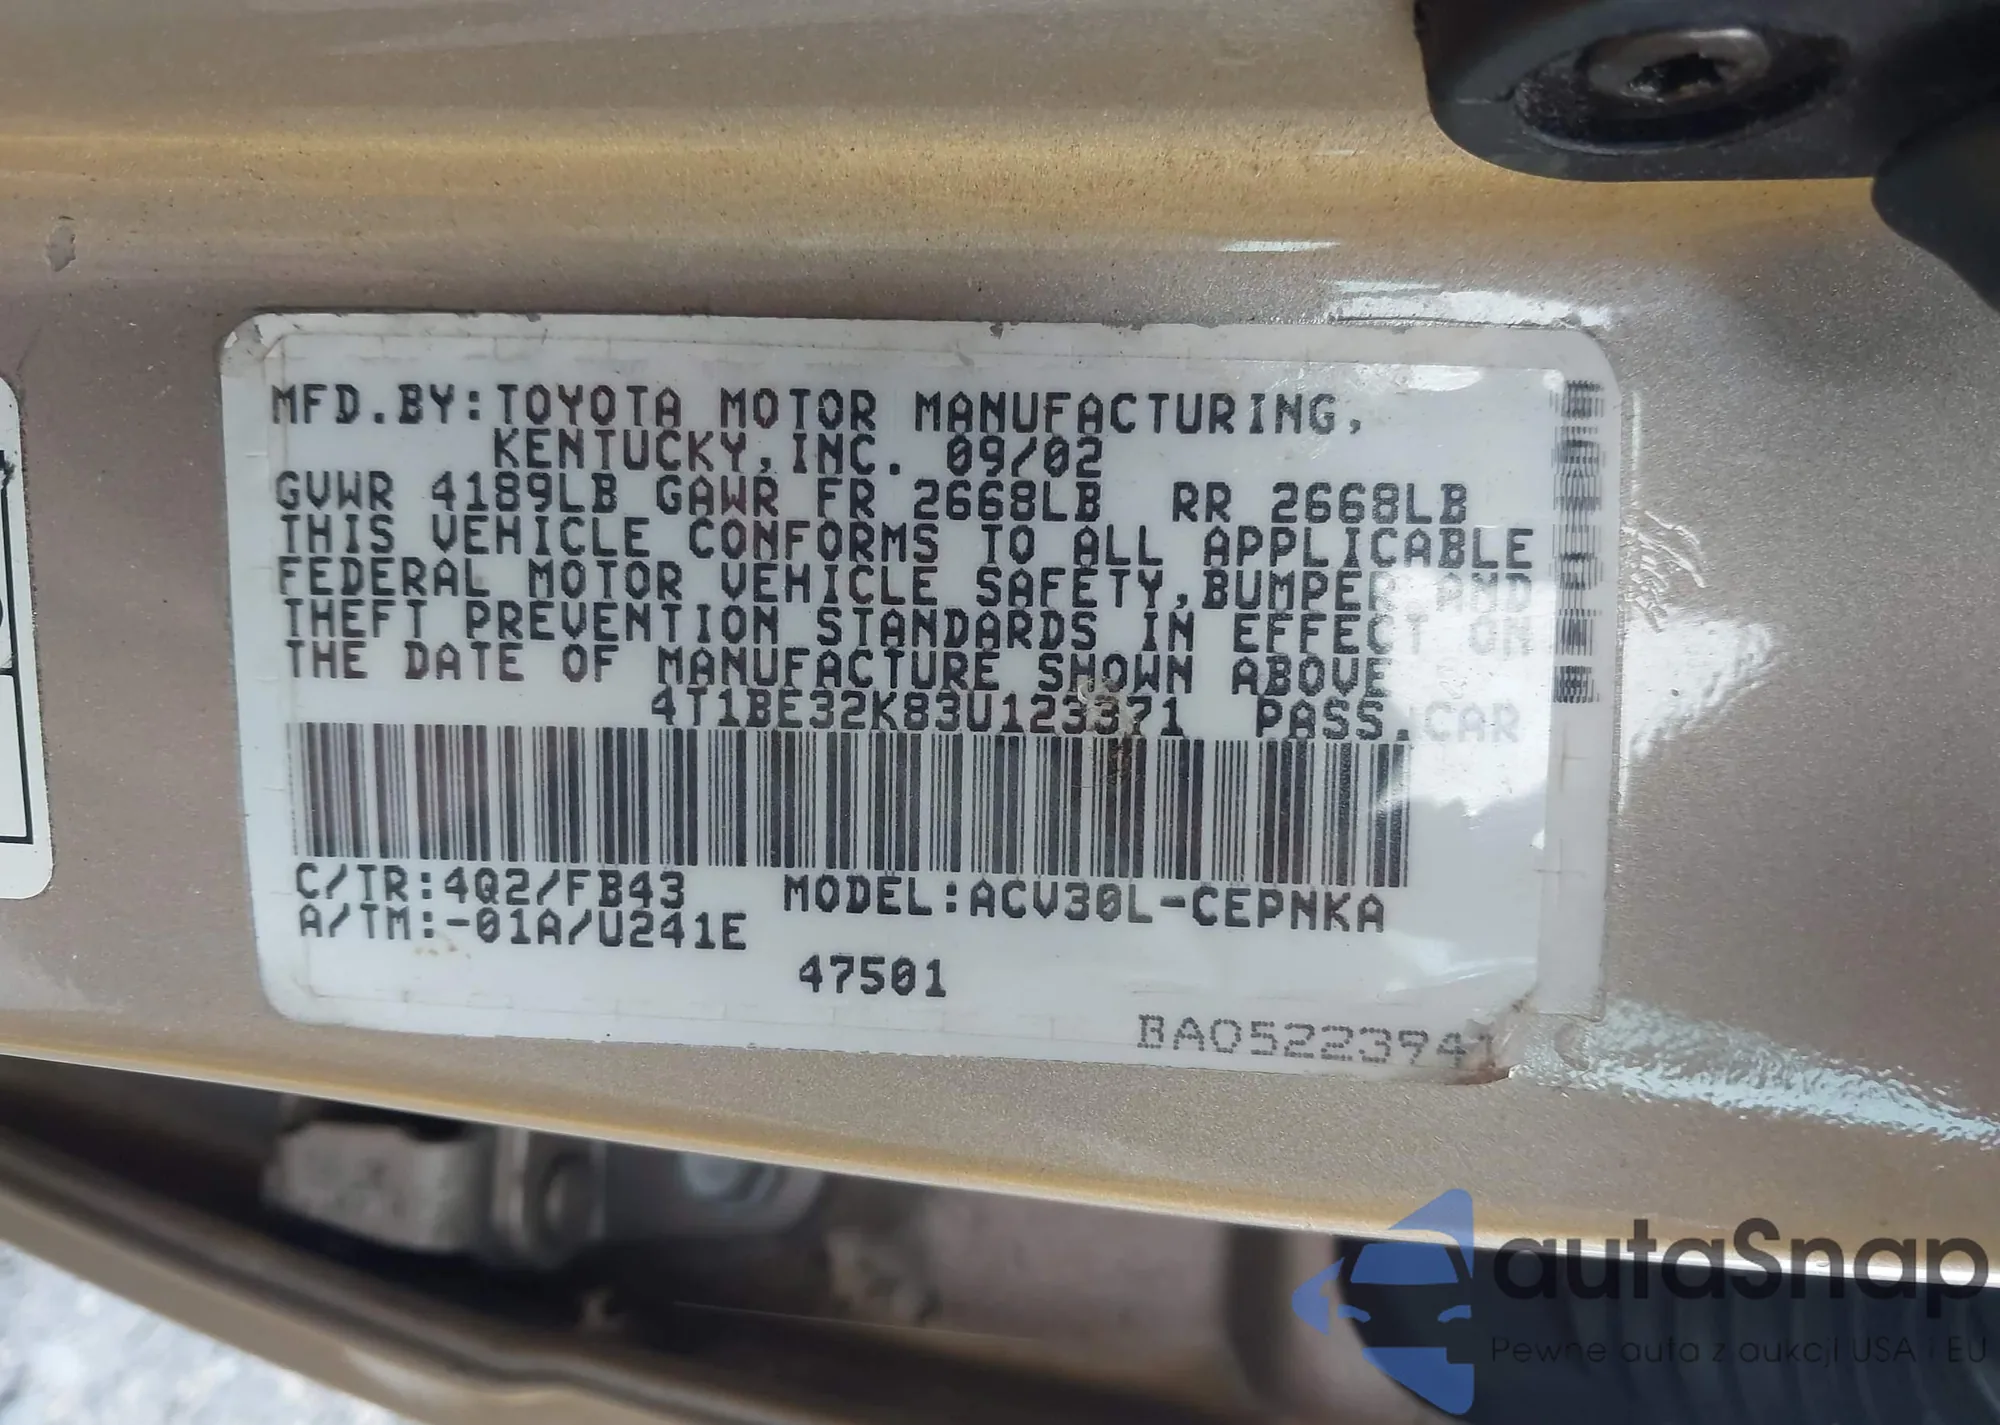 MFD.BY:TOYOTA MOTOR MANUFACTURING,
KENTUCKY,INC. 09/02
GVWR 4189LB GAWR FR 2668LB RR 2668LB
THIS VEHICLE CONFORMS TO ALL APPLICABLE
FEDERAL MOTOR VEHICLE SAFETY,BUMPER AND
THEFT PREVENTION STANDARDS IN EFFECT ON
THE DATE OF MANUFACTURE SHOWN ABOVE
4T1BE32K83U123371 PASS.CAR
C/TR:4Q2/FB43 MODEL:ACV30L-CEPNKA
A/TM:-01A/U241E
47501
BA05223941
autaSnap
Pewne auta z aukcji USA i EU